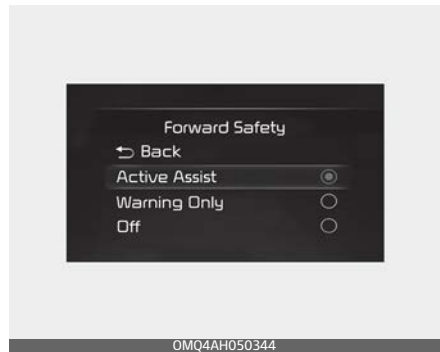 Forward Safety
Back
Active Assist
Warning Only
Off
OMQ4AH050344